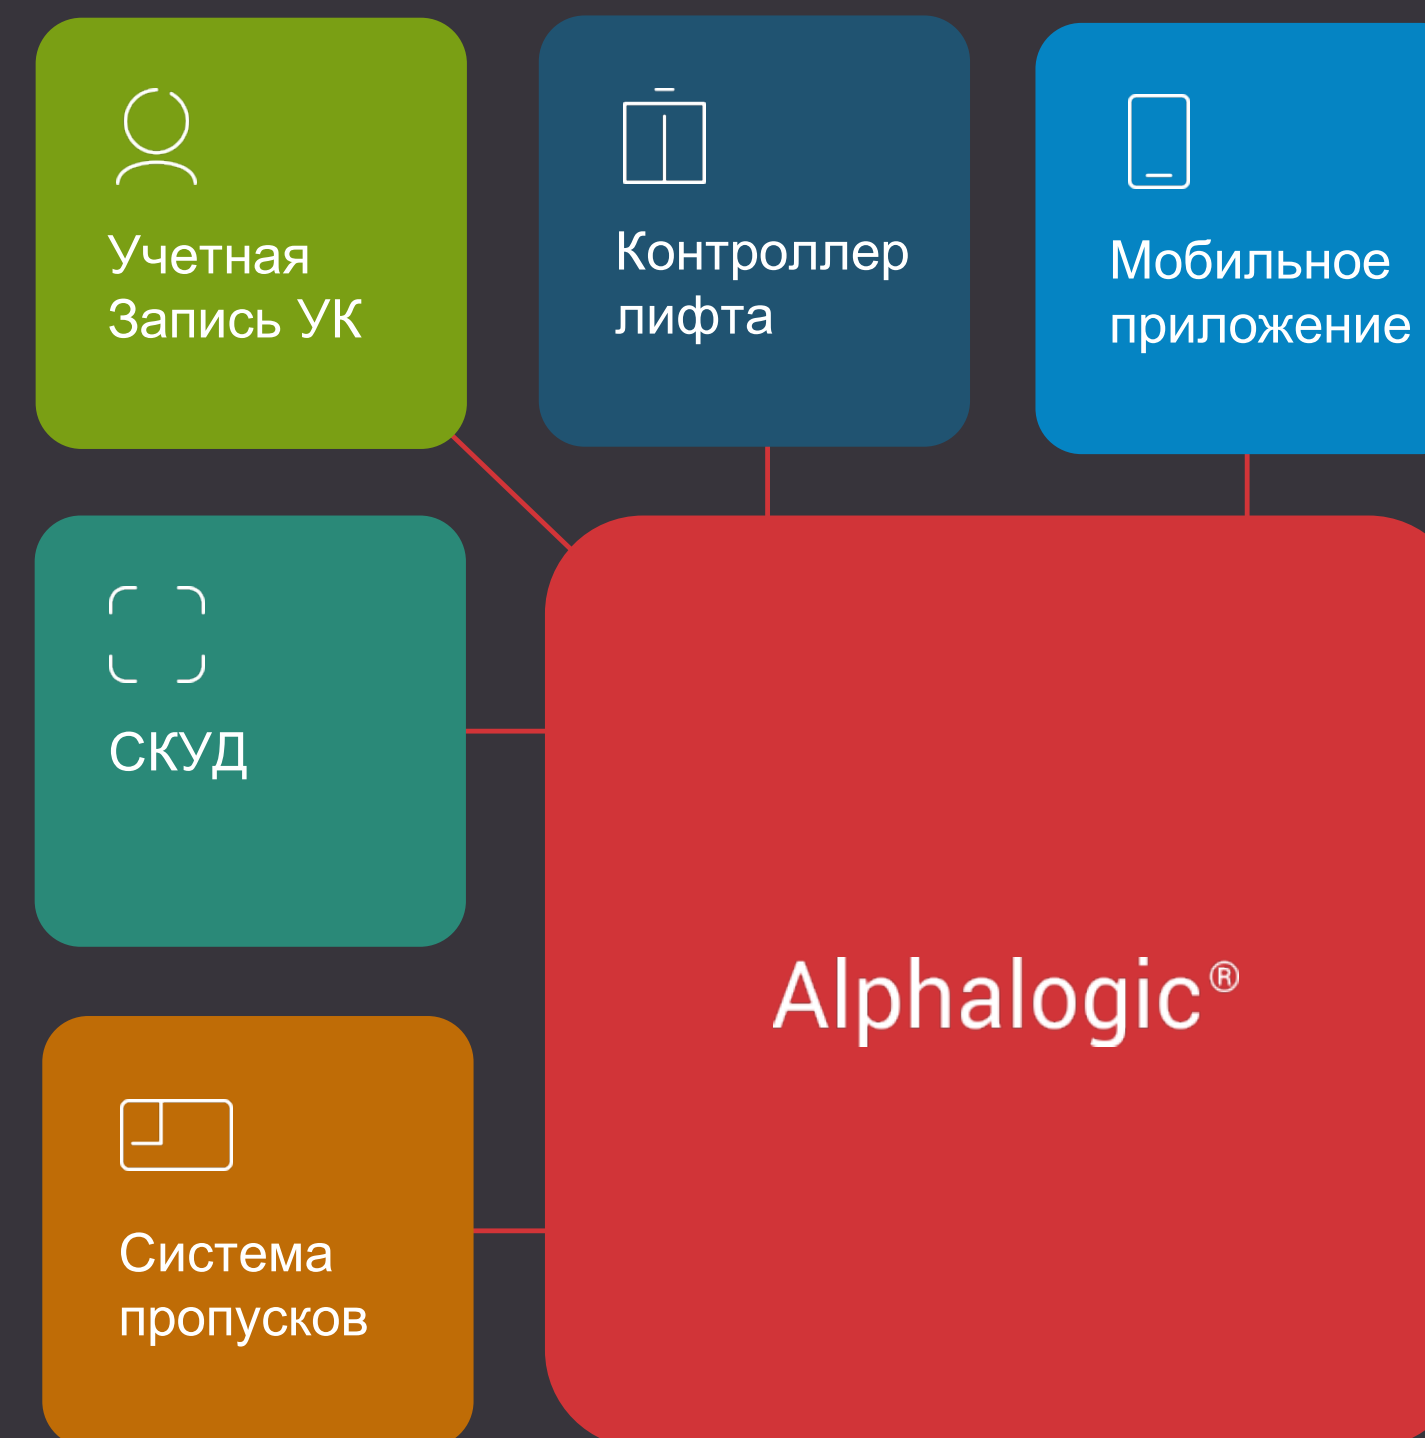 Учетная
Запись УК
Контроллер
лифта
Мобильное
приложение
СКУД
Alphalogic®
Система
пропусков